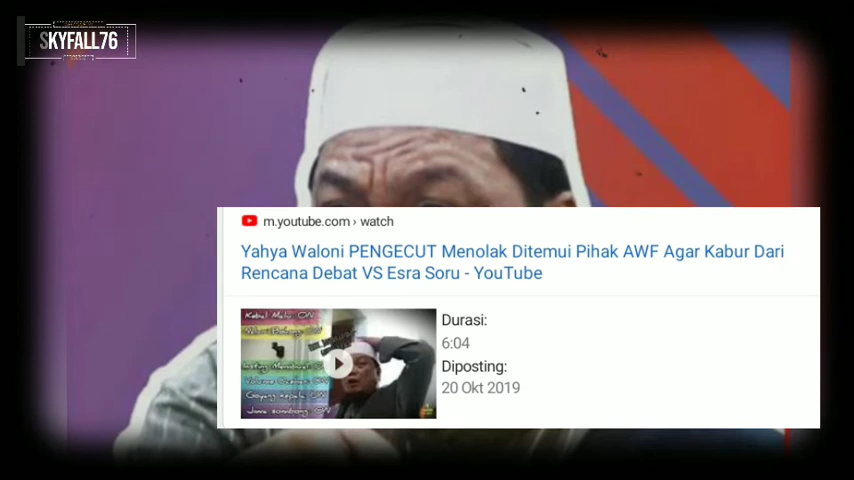 SKYFALL76
m.youtube.com › watch
Yahya Waloni PENGECUT Menolak Ditemui Pihak AWF Agar Kabur Dari
Rencana Debat VS Esra Soru - YouTube
Durasi:
6:04
Diposting:
20 Okt 2019